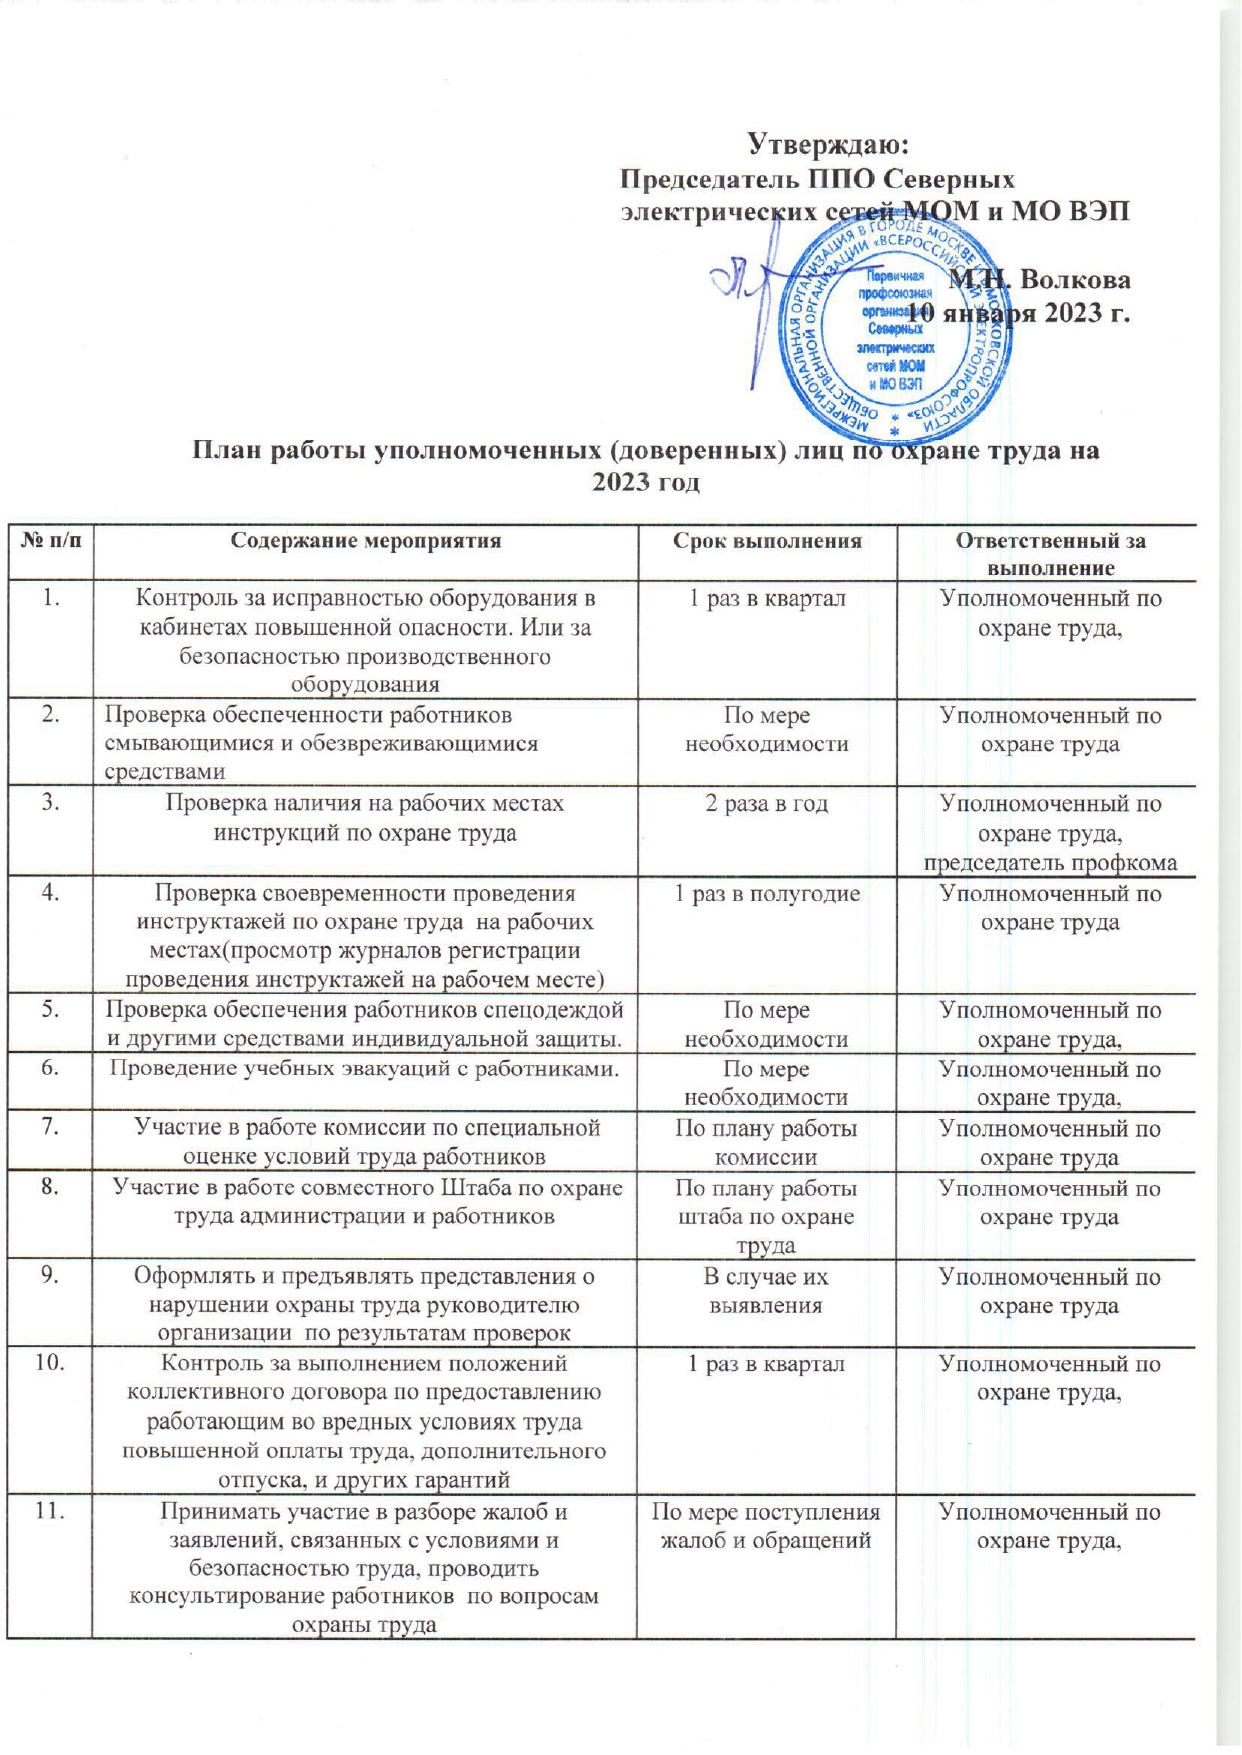 Утверждаю:
Председатель ППО Северных
электрических сетей МОМ и МО ВЭП
М.Н. Волкова
10 января 2023 г.
МЕЖРЕГИОНАЛЬНАЯ ОРГАНИЗАЦИЯ В ГОРОДЕ МОСКВЕ И МОСКОВСКОЙ ОБЛАСТИ
ОБЩЕСТВЕННОЙ ОРГАНИЗАЦИИ «ВСЕРОССИЙСКИЙ ЭЛЕКТРОПРОФСОЮЗ»
Первичная
профсоюзная
организация
Северных
электрических
сетей МОМ
и МО ВЭП
План работы уполномоченных (доверенных) лиц по охране труда на
2023 год
№ п/п
Содержание мероприятия
Срок выполнения
Ответственный за
выполнение
1.
Контроль за исправностью оборудования в
кабинетах повышенной опасности. Или за
безопасностью производственного
оборудования
1 раз в квартал
Уполномоченный по
охране труда,
2.
Проверка обеспеченности работников
смывающимися и обезвреживающимися
средствами
По мере
необходимости
Уполномоченный по
охране труда
3.
Проверка наличия на рабочих местах
инструкций по охране труда
2 раза в год
Уполномоченный по
охране труда,
председатель профкома
4.
Проверка своевременности проведения
инструктажей по охране труда на рабочих
местах(просмотр журналов регистрации
проведения инструктажей на рабочем месте)
1 раз в полугодие
Уполномоченный по
охране труда
5.
Проверка обеспечения работников спецодеждой
и другими средствами индивидуальной защиты.
По мере
необходимости
Уполномоченный по
охране труда,
6.
Проведение учебных эвакуаций с работниками.
По мере
необходимости
Уполномоченный по
охране труда,
7.
Участие в работе комиссии по специальной
оценке условий труда работников
По плану работы
комиссии
Уполномоченный по
охране труда
8.
Участие в работе совместного Штаба по охране
труда администрации и работников
По плану работы
штаба по охране
труда
Уполномоченный по
охране труда
9.
Оформлять и предъявлять представления о
нарушении охраны труда руководителю
организации по результатам проверок
В случае их
выявления
Уполномоченный по
охране труда
10.
Контроль за выполнением положений
коллективного договора по предоставлению
работающим во вредных условиях труда
повышенной оплаты труда, дополнительного
отпуска, и других гарантий
1 раз в квартал
Уполномоченный по
охране труда,
11.
Принимать участие в разборе жалоб и
заявлений, связанных с условиями и
безопасностью труда, проводить
консультирование работников по вопросам
охраны труда
По мере поступления
жалоб и обращений
Уполномоченный по
охране труда,